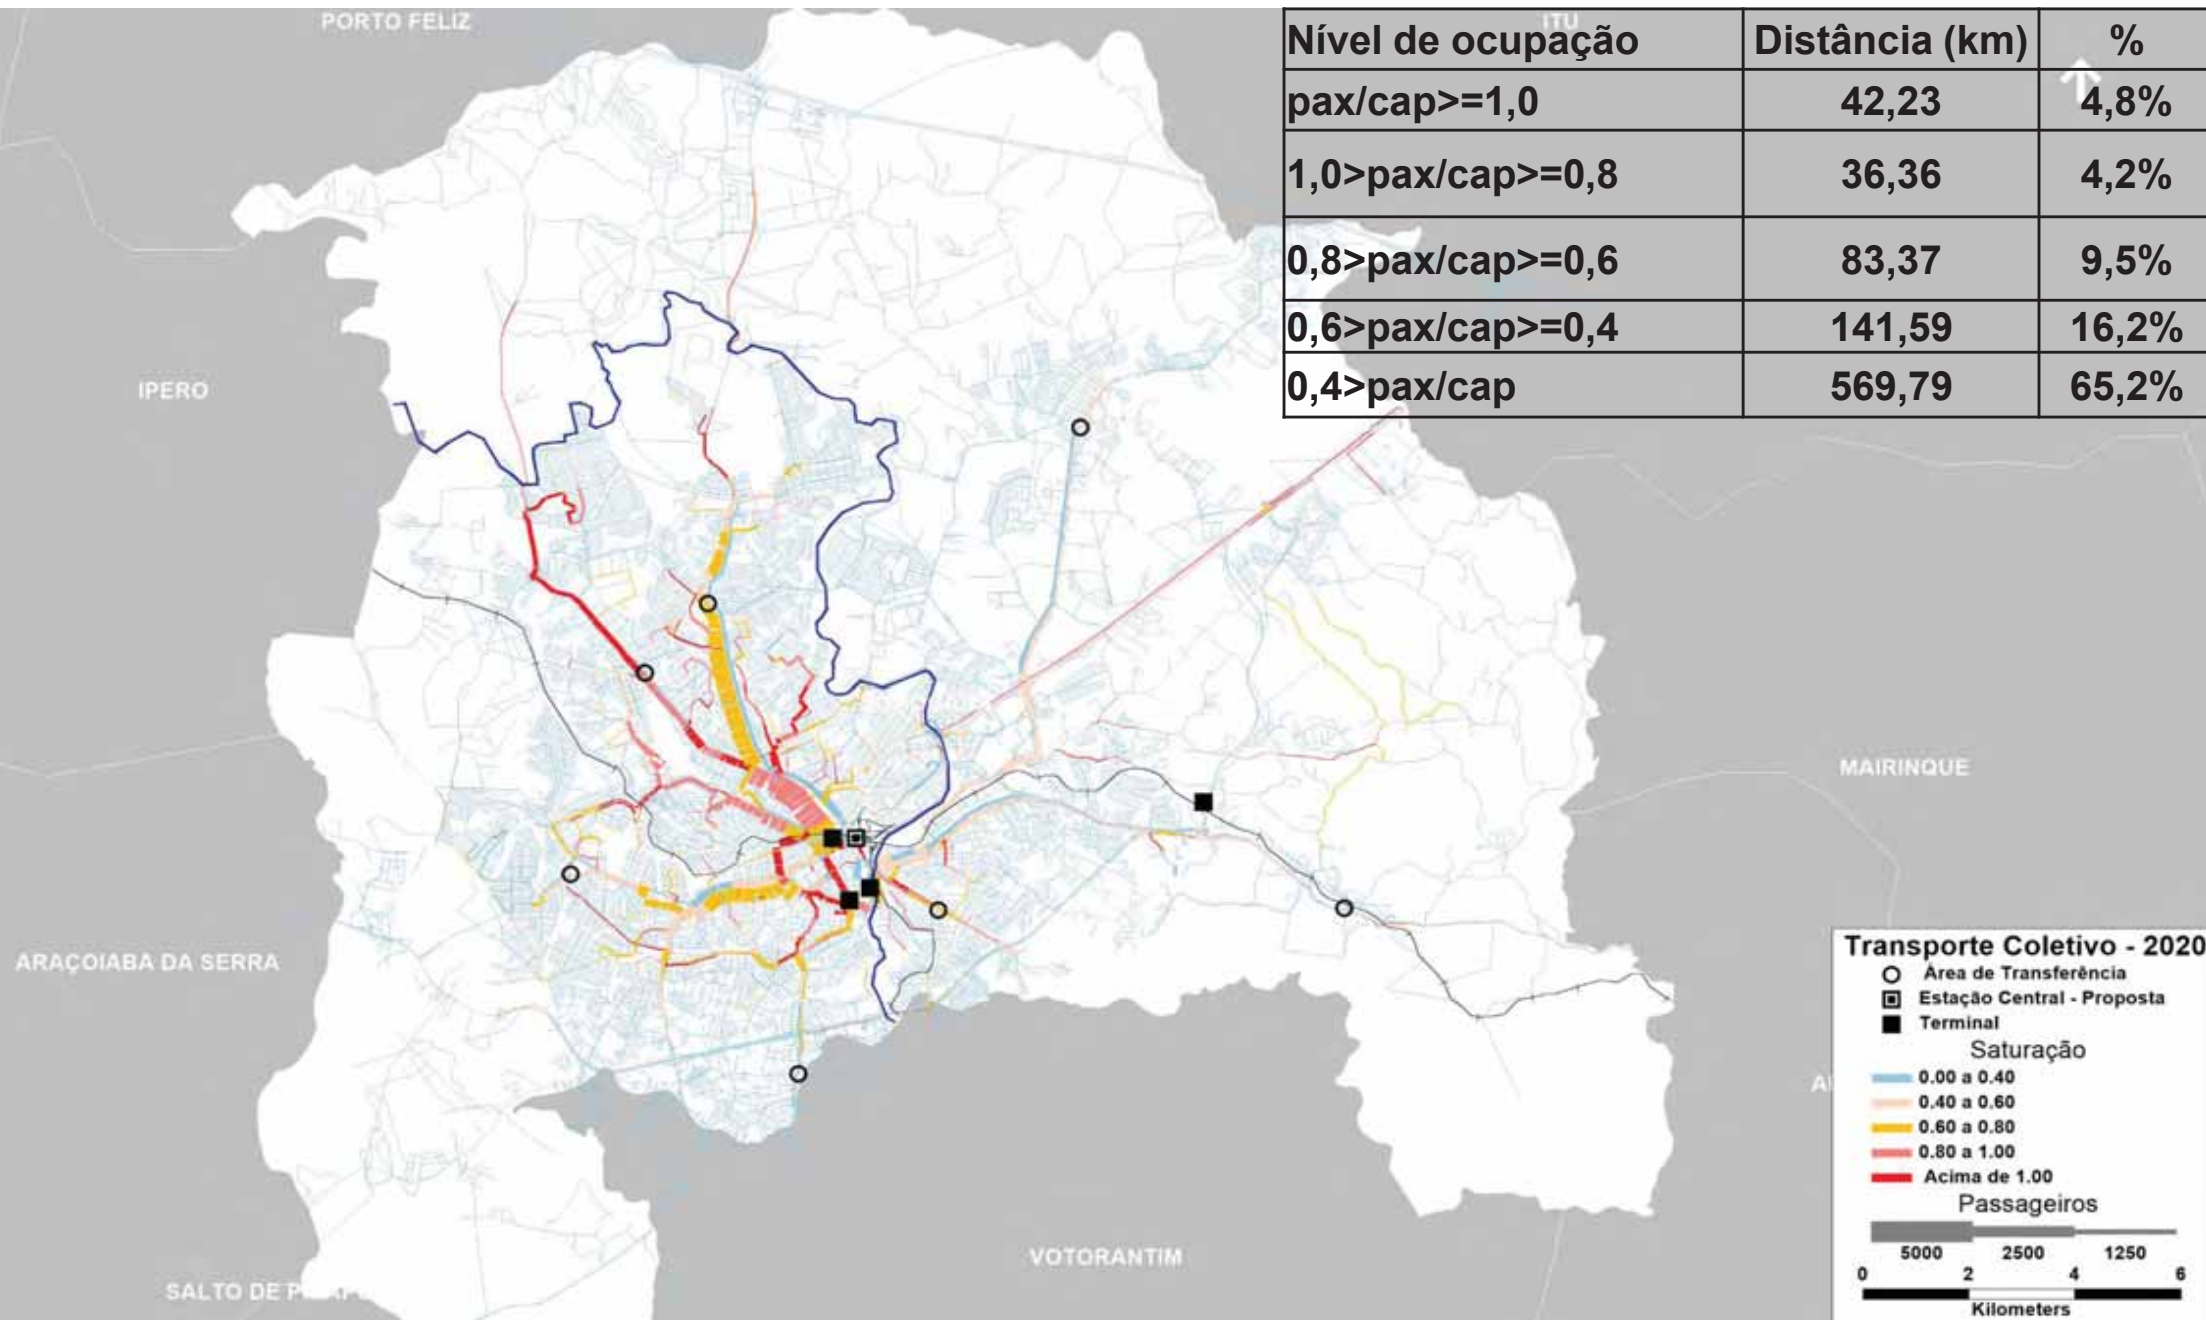 PORTO FELIZ
ITU
Nível de ocupação Distância (km) %
pax/cap>=1,0 42,23 4,8%
1,0>pax/cap>=0,8 36,36 4,2%
0,8>pax/cap>=0,6 83,37 9,5%
0,6>pax/cap>=0,4 141,59 16,2%
0,4>pax/cap 569,79 65,2%
IPERO
MAIRINQUE
ARAÇOIABA DA SERRA
VOTORANTIM
SALTO DE
Transporte Coletivo - 2020
Área de Transferência
Estação Central - Proposta
Terminal
Saturação
0.00 a 0.40
0.40 a 0.60
0.60 a 0.80
0.80 a 1.00
Acima de 1.00
Passageiros
5000 2500 1250
0 2 4 6
Kilometers